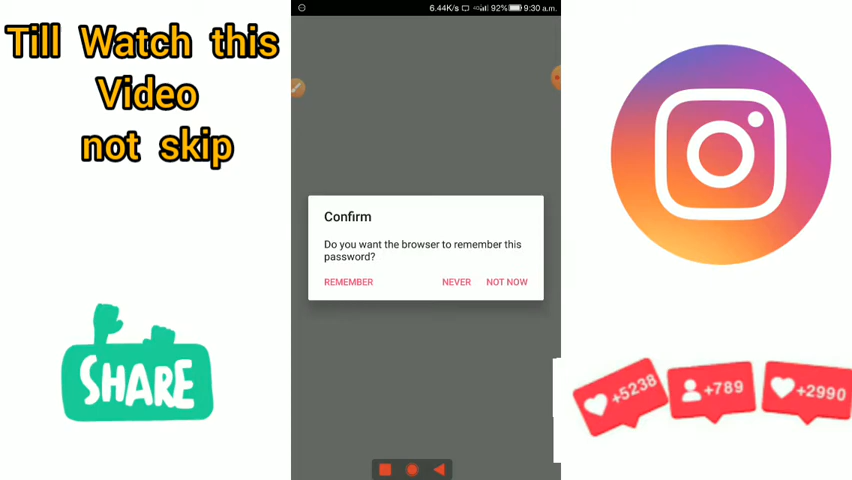 Till Watch this
Video
not skip
6.44K/s 92% 9:30 a.m.
Confirm
Do you want the browser to remember this
password?
REMEMBER NEVER NOT NOW
SHARE
+5238 +789 +2990